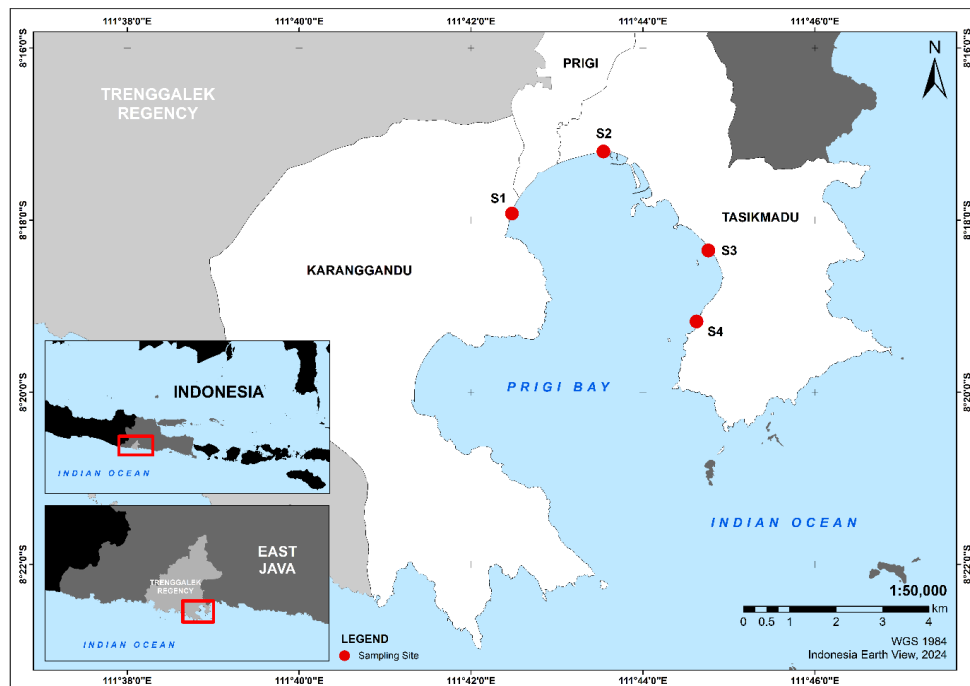 111°38'0"E
111°40'0"E
111°42'0"E
111°44'0"E
111°46'0"E
8°16'0"S
8°16'0"S
PRIGI
N
TRENGGALEK
REGENCY
S2
S1
8°18'0"S
TASIKMADU
8°18'0"S
S3
KARANGGANDU
S4
INDONESIA
PRIGI BAY
8°20'0"S
8°20'0"S
INDIAN OCEAN
INDIAN OCEAN
EAST
JAVA
8°22'0"S
8°22'0"S
TRENGGALEK
REGENCY
1:50,000
km
0 0.5 1 2 3 4
INDIAN OCEAN
LEGEND
Sampling Site
WGS 1984
Indonesia Earth View, 2024
111°38'0"E
111°40'0"E
111°42'0"E
111°44'0"E
111°46'0"E